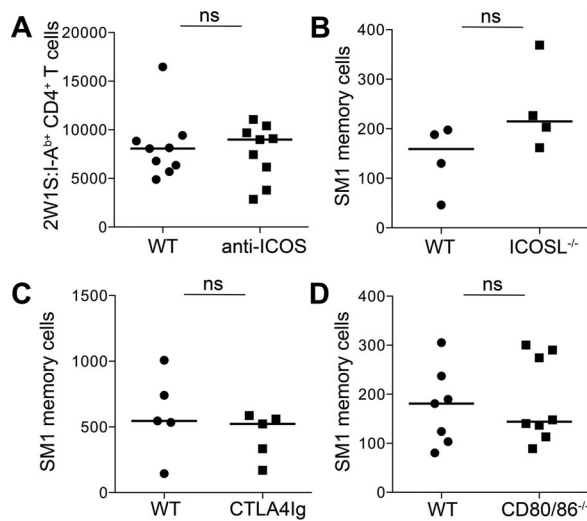 A
ns
2W1S:I-Aᵇ⁺ CD4⁺ T cells
20000
15000
10000
5000
0
WT
anti-ICOS
B
ns
SM1 memory cells
400
300
200
100
0
WT
ICOSL⁻/⁻
C
ns
SM1 memory cells
1500
1000
500
0
WT
CTLA4Ig
D
ns
SM1 memory cells
400
300
200
100
0
WT
CD80/86⁻/⁻